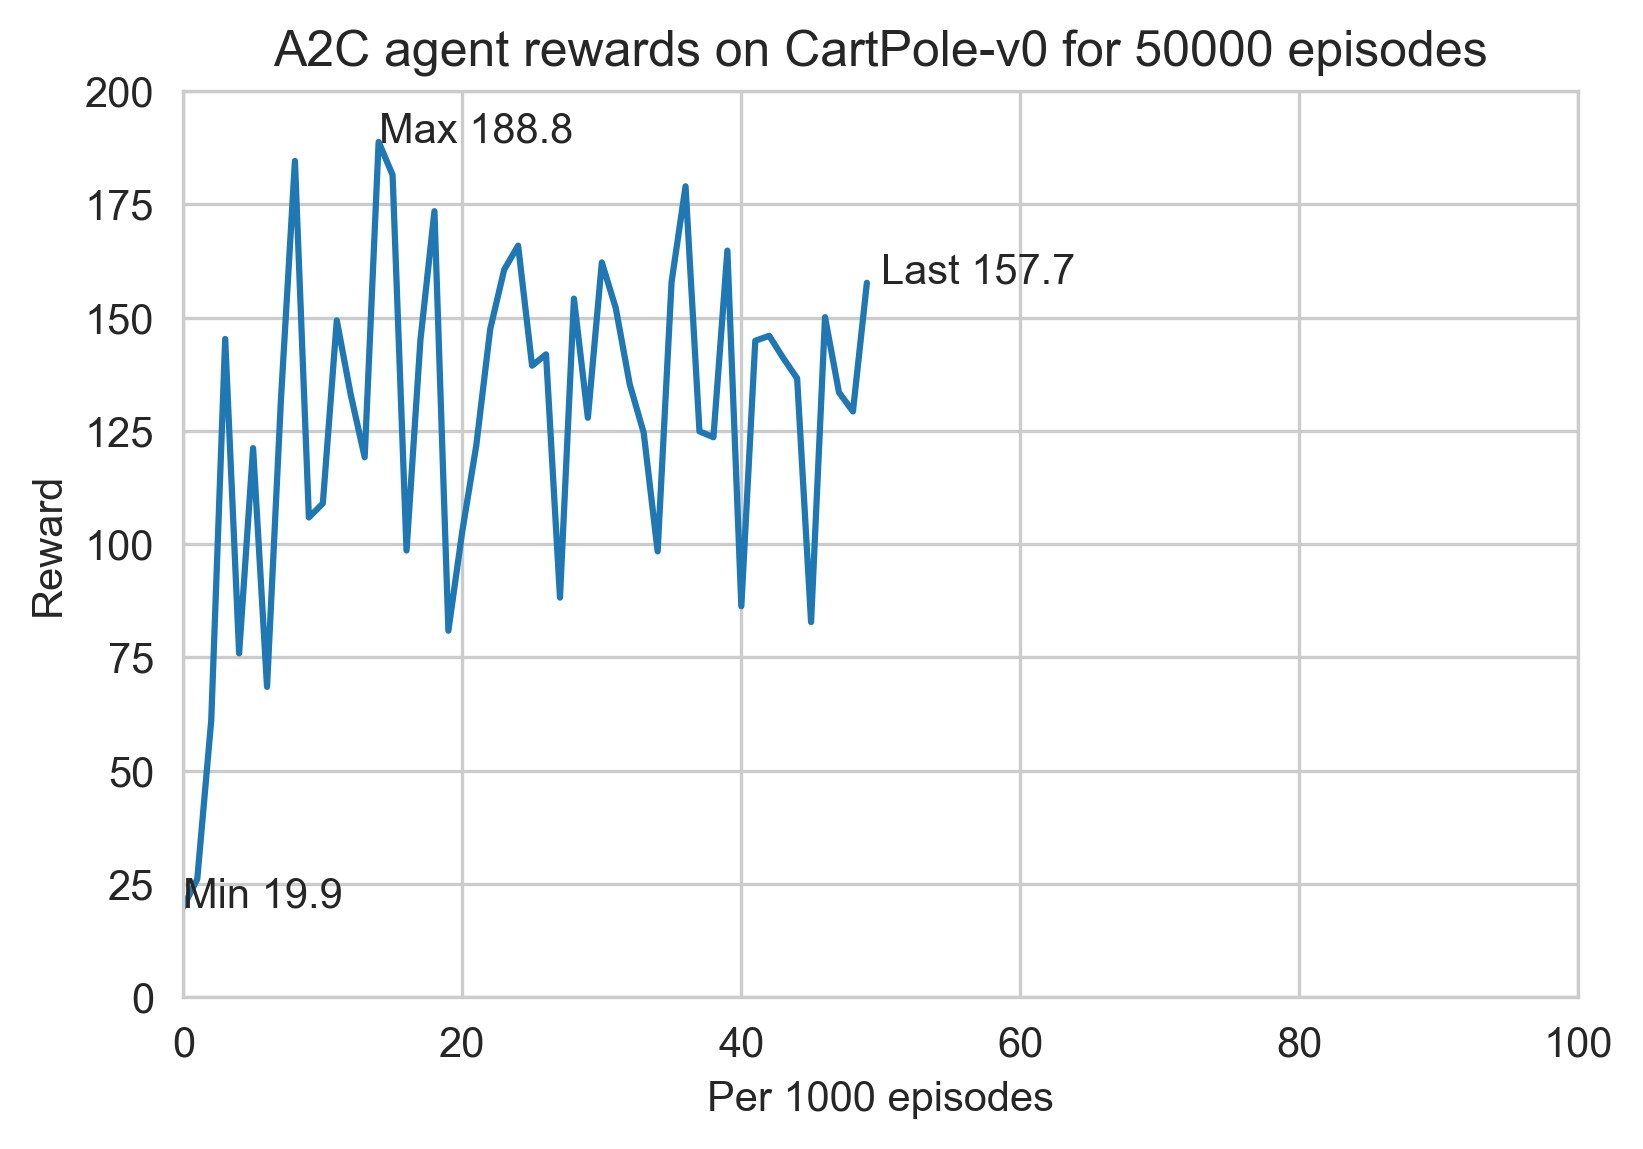 A2C agent rewards on CartPole-v0 for 50000 episodes
200
175
150
125
100
75
50
25
0
Reward
Max 188.8
Last 157.7
Min 19.9
0 20 40 60 80 100
Per 1000 episodes